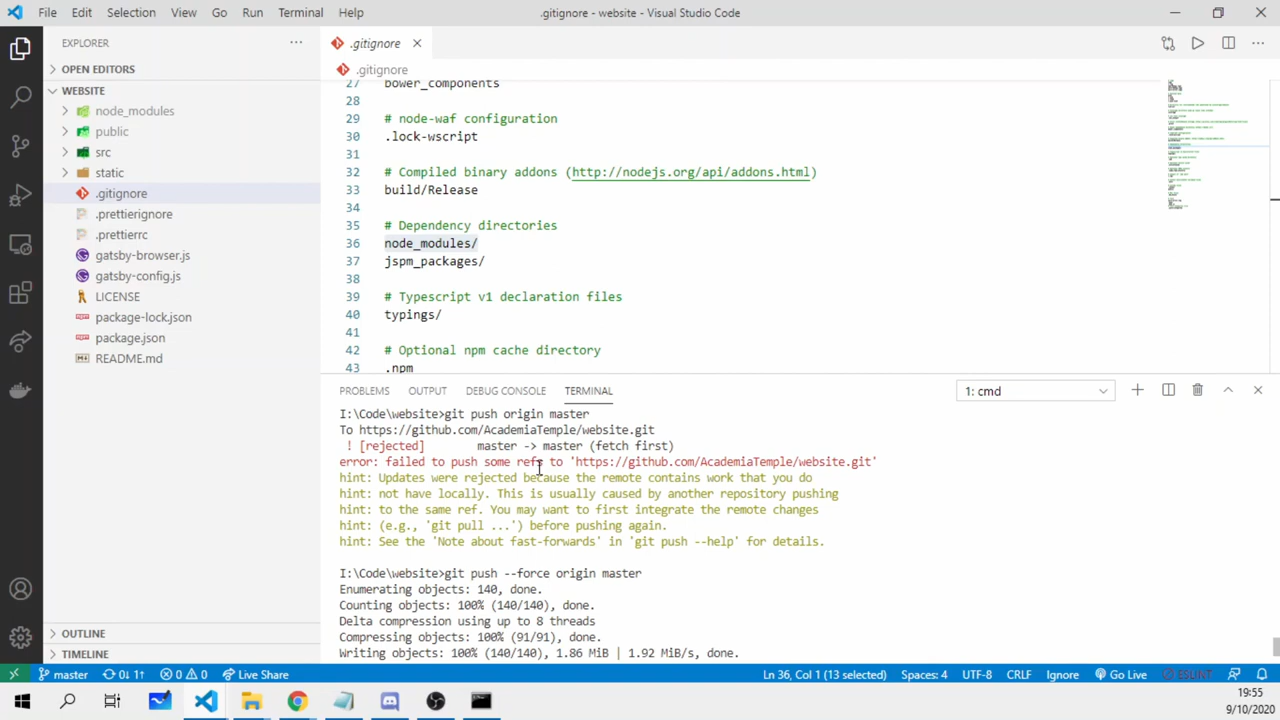 File Edit Selection View Go Run Terminal Help
.gitignore - website - Visual Studio Code
EXPLORER
OPEN EDITORS
WEBSITE
node_modules
public
src
static
.gitignore
.prettierignore
.prettierrc
gatsby-browser.js
gatsby-config.js
LICENSE
package-lock.json
package.json
README.md
OUTLINE
TIMELINE
.gitignore
.gitignore
27 bower_components
28
29 # node-waf configuration
30 .lock-wscript
31
32 # Compiled binary addons (http://nodejs.org/api/addons.html)
33 build/Release
34
35 # Dependency directories
36 node_modules/
37 jspm_packages/
38
39 # Typescript v1 declaration files
40 typings/
41
42 # Optional npm cache directory
43 .npm
PROBLEMS OUTPUT DEBUG CONSOLE TERMINAL
1: cmd
I:\Code\website>git push origin master
To https://github.com/AcademiaTemple/website.git
! [rejected] master -> master (fetch first)
error: failed to push some refs to 'https://github.com/AcademiaTemple/website.git'
hint: Updates were rejected because the remote contains work that you do
hint: not have locally. This is usually caused by another repository pushing
hint: to the same ref. You may want to first integrate the remote changes
hint: (e.g., 'git pull ...') before pushing again.
hint: See the 'Note about fast-forwards' in 'git push --help' for details.
I:\Code\website>git push --force origin master
Enumerating objects: 140, done.
Counting objects: 100% (140/140), done.
Delta compression using up to 8 threads
Compressing objects: 100% (91/91), done.
Writing objects: 100% (140/140), 1.86 MiB | 1.92 MiB/s, done.
master 0↓ 1↑ 0 0 Live Share
Ln 36, Col 1 (13 selected) Spaces: 4 UTF-8 CRLF Ignore Go Live ESLINT
19:55
9/10/2020